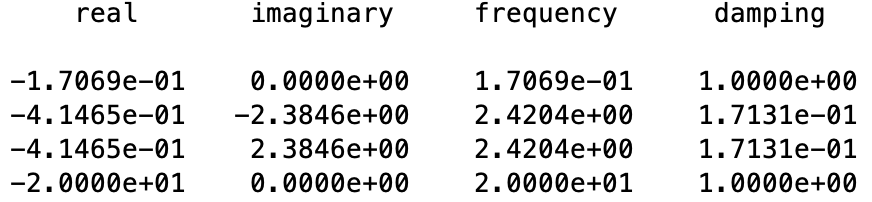 real imaginary frequency damping
-1.7069e-01 0.0000e+00 1.7069e-01 1.0000e+00
-4.1465e-01 -2.3846e+00 2.4204e+00 1.7131e-01
-4.1465e-01 2.3846e+00 2.4204e+00 1.7131e-01
-2.0000e+01 0.0000e+00 2.0000e+01 1.0000e+00